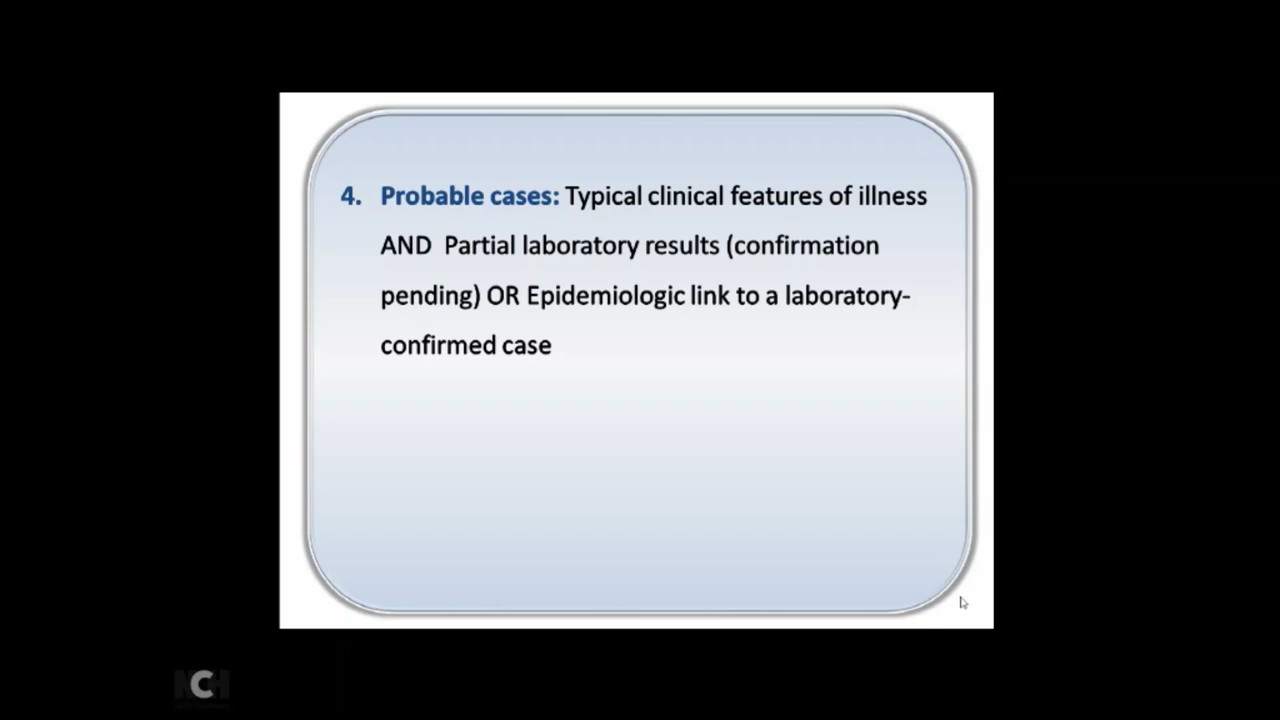 4. Probable cases: Typical clinical features of illness
AND Partial laboratory results (confirmation
pending) OR Epidemiologic link to a laboratory-
confirmed case
NCH